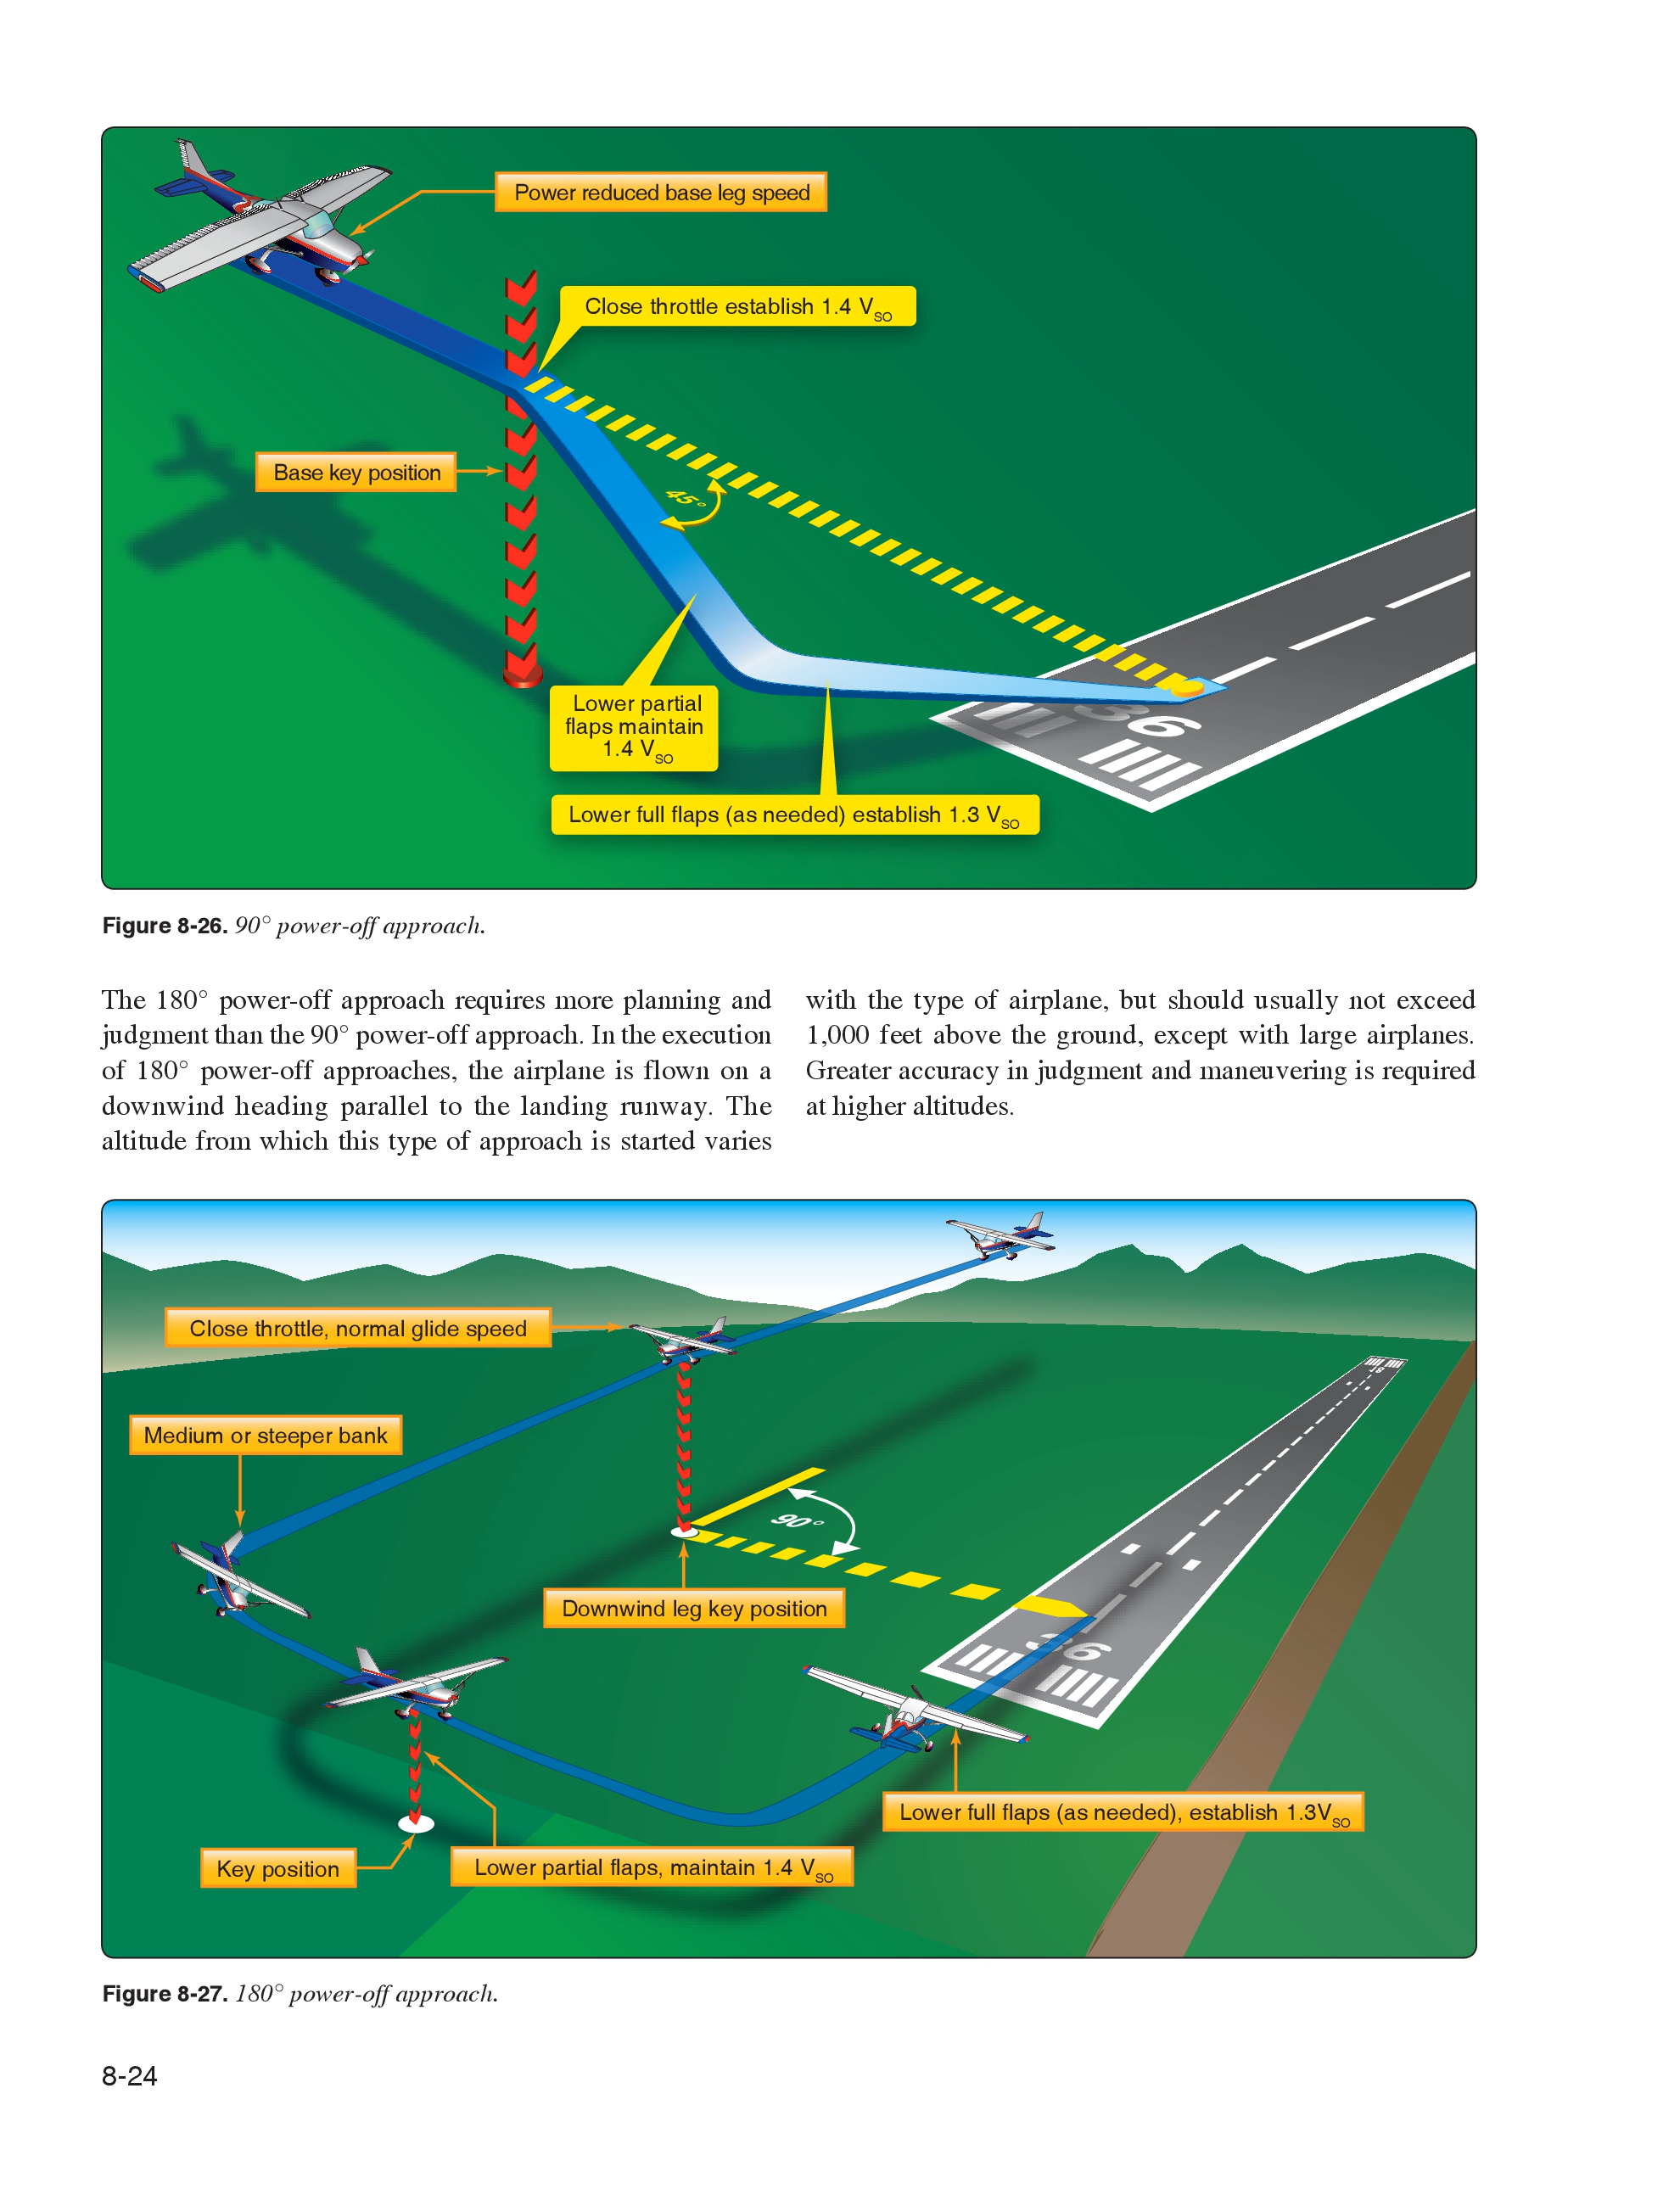 Power reduced base leg speed
Close throttle establish 1.4 VSO
Base key position
45°
Lower partial
flaps maintain
1.4 VSO
36
Lower full flaps (as needed) establish 1.3 VSO
Figure 8-26. 90° power-off approach.
The 180° power-off approach requires more planning and
judgment than the 90° power-off approach. In the execution
of 180° power-off approaches, the airplane is flown on a
downwind heading parallel to the landing runway. The
altitude from which this type of approach is started varies
with the type of airplane, but should usually not exceed
1,000 feet above the ground, except with large airplanes.
Greater accuracy in judgment and maneuvering is required
at higher altitudes.
Close throttle, normal glide speed
18
Medium or steeper bank
90°
Downwind leg key position
36
Lower full flaps (as needed), establish 1.3VSO
Key position
Lower partial flaps, maintain 1.4 VSO
Figure 8-27. 180° power-off approach.
8-24